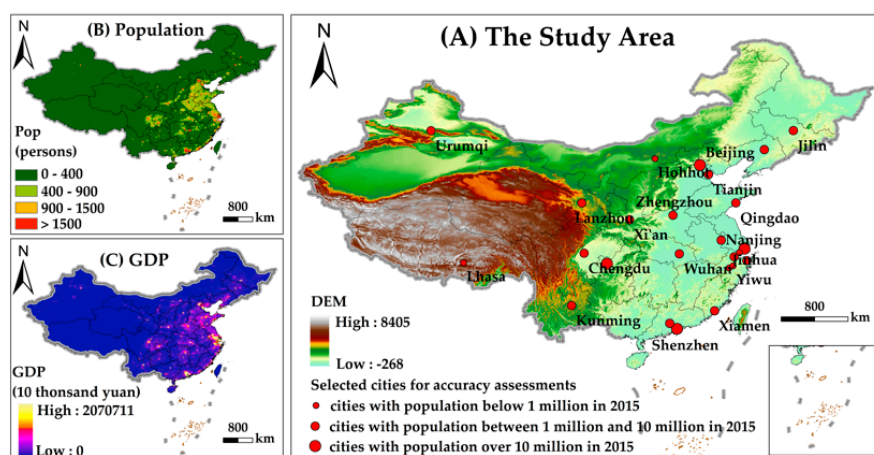 (B) Population
N
Pop
(persons)
0 - 400
400 - 900
900 - 1500
> 1500
800
km
(C) GDP
N
GDP
(10 thonsand yuan)
High : 2070711
Low : 0
800
km
(A) The Study Area
N
Urumqi
Jilin
Beijing
Hohhot
Tianjin
Zhengzhou
Lanzhou
Qingdao
Xi'an
Nanjing
Lhasa
Chengdu
Wuhan
Yiwu
Kunming
Xiamen
Shenzhen
DEM
High : 8405
Low : -268
800
km
Selected cities for accuracy assessments
cities with population below 1 million in 2015
cities with population between 1 million and 10 million in 2015
cities with population over 10 million in 2015